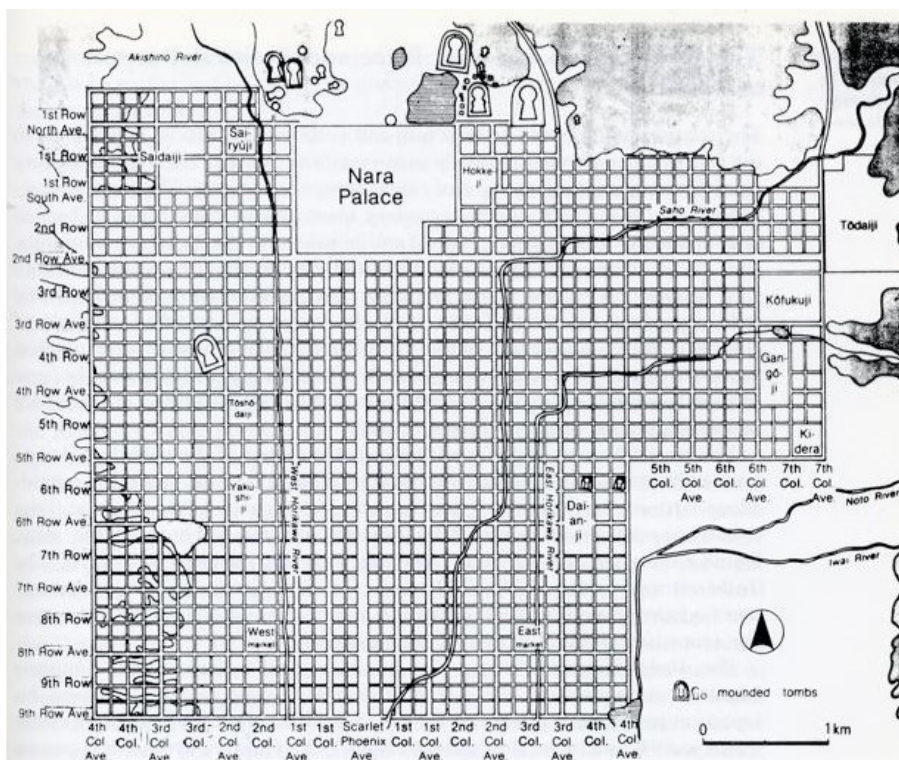 Akishino River
1st Row
North Ave.
1st Row
1st Row
South Ave.
2nd Row
2nd Row Ave.
3rd Row
3rd Row Ave.
4th Row
4th Row Ave.
5th Row
5th Row Ave.
6th Row
6th Row Ave.
7th Row
7th Row Ave.
8th Row
8th Row Ave.
9th Row
9th Row Ave.
Sai-
ryūji
Saidaiji
Nara
Palace
Hokke
ji
Saho River
Tōdaiji
Kōfukuji
Gan-
gō-
ji
Ki-
dera
Tōshō-
daiji
Yaku-
shi-
ji
West Horikawa River
East Horikawa River
Dai-
an-
ji
West
market
East
market
5th
Col.
5th
Col.
Ave.
6th
Col.
6th
Col.
Ave.
7th
Col.
7th
Col.
Ave.
Noto River
Iwai River
mounded tombs
0
1km
4th
Col
Ave.
4th
Col.
3rd
Col
Ave
3rd
Col.
2nd
Col
Ave
2nd
Col.
1st
Col
Ave
1st
Col.
Scarlet
Phoenix
Ave
1st
Col.
1st
Col
Ave.
2nd
Col.
2nd
Col.
Ave
3rd
Col.
3rd
Col.
Ave.
4th
Col.
4th
Col
Ave.